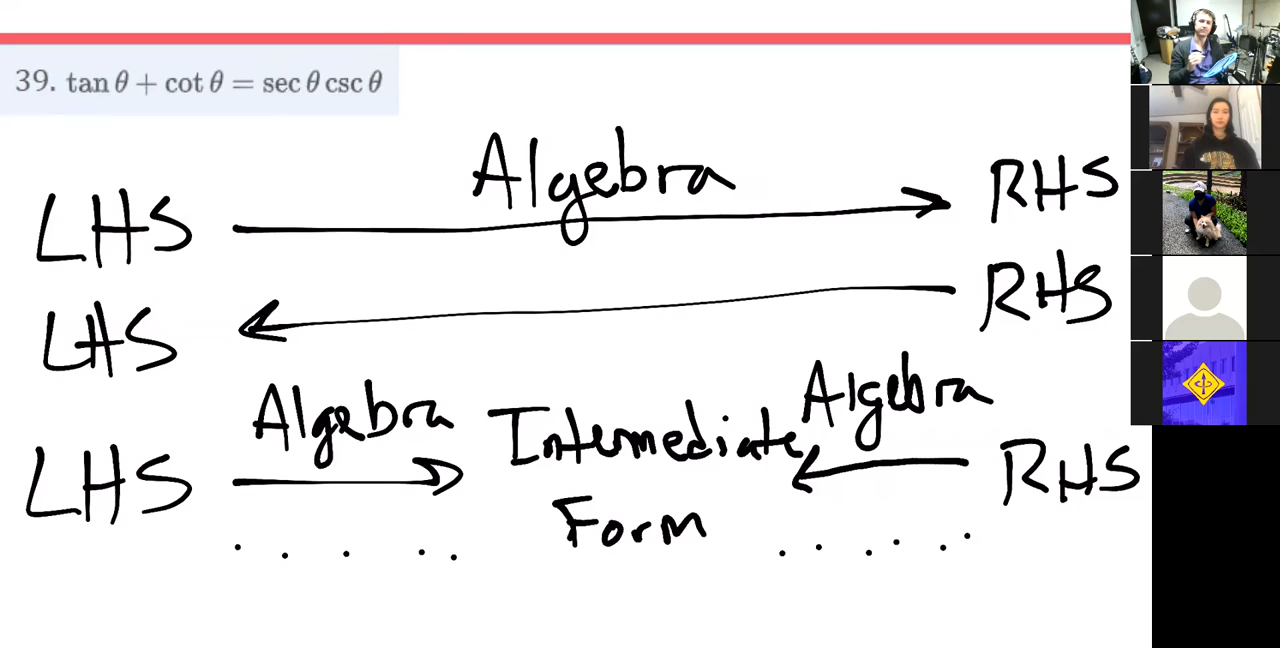 39. tan θ + cot θ = sec θ csc θ
Algebra
LHS RHS
LHS RHS
Algebra Intermediate Algebra
LHS Form RHS